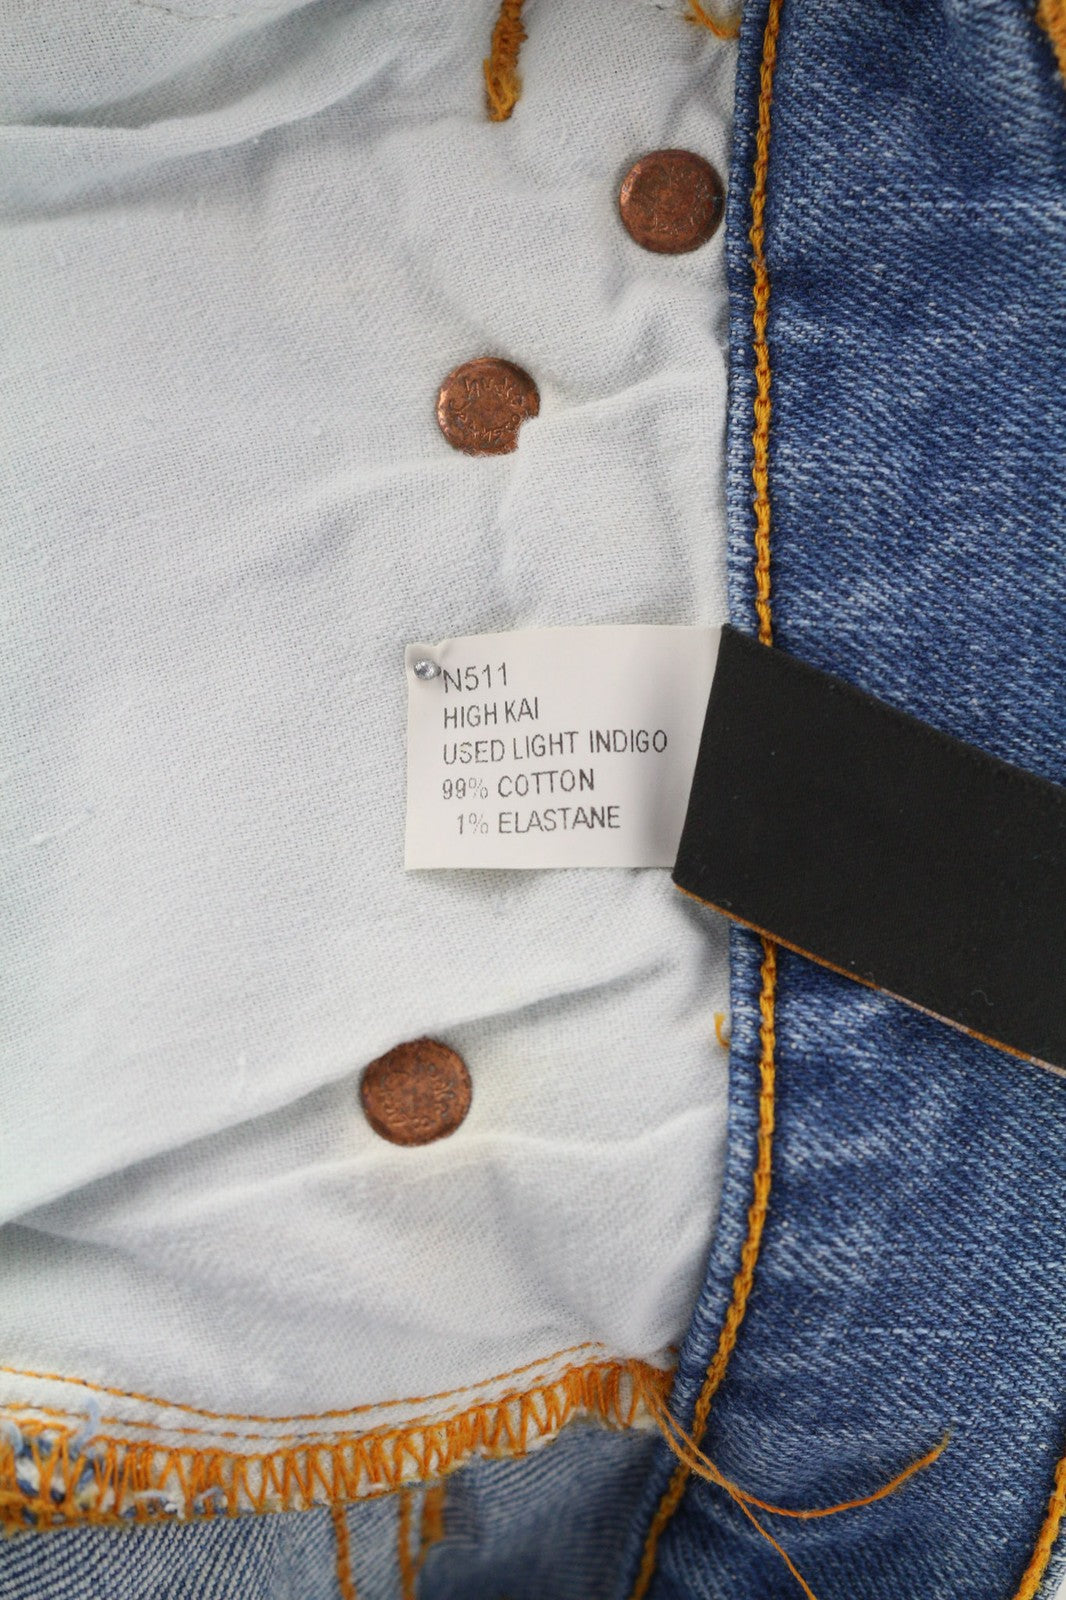 N511
HIGH KAI
USED LIGHT INDIGO
99% COTTON
1% ELASTANE